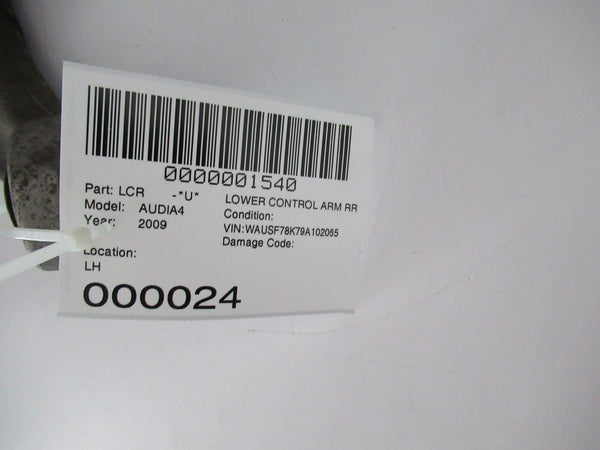 0000001540
Part: LCR -*U* LOWER CONTROL ARM RR
Model: AUDIA4 Condition:
Year: 2009 VIN:WAUSF78K79A102065
Damage Code:
Location:
LH
000024